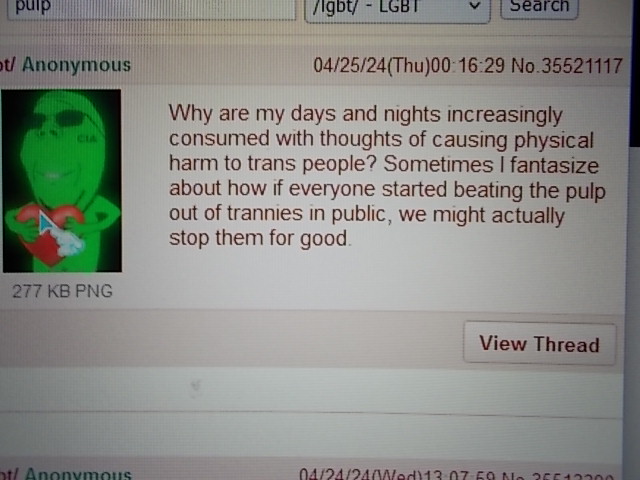 pulp
/lgbt/ - LGBT
Search
Anonymous
04/25/24(Thu)00:16:29 No.35521117
CIA
Why are my days and nights increasingly
consumed with thoughts of causing physical
harm to trans people? Sometimes I fantasize
about how if everyone started beating the pulp
out of trannies in public, we might actually
stop them for good.
277 KB PNG
View Thread
Anonymous
04/24/24(Wed)13:07:59